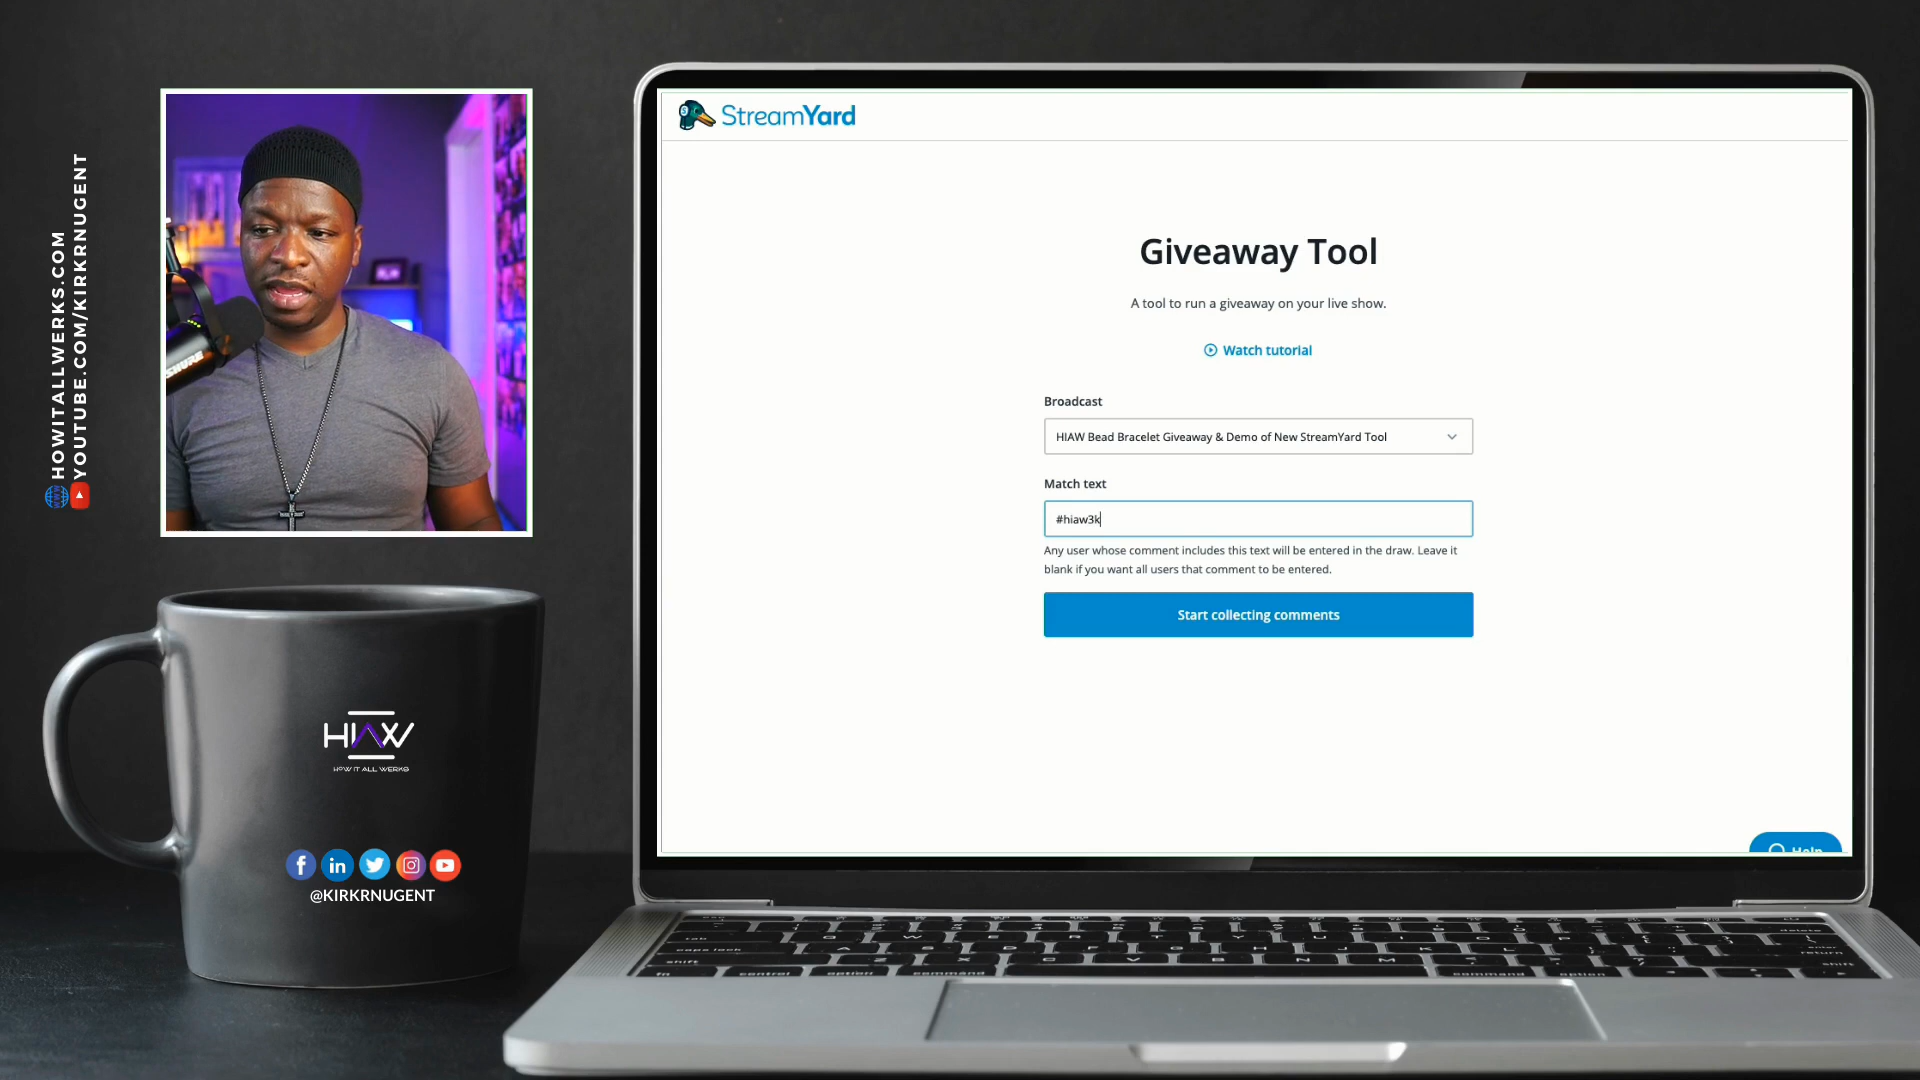 HOWITALLWERKS.COM
YOUTUBE.COM/KIRKRNUGENT
SHURE
HIAW
HOW IT ALL WERKS
@KIRKRNUGENT
StreamYard
Giveaway Tool
A tool to run a giveaway on your live show.
Watch tutorial
Broadcast
HIAW Bead Bracelet Giveaway & Demo of New StreamYard Tool
Match text
#hiaw3k
Any user whose comment includes this text will be entered in the draw. Leave it
blank if you want all users that comment to be entered.
Start collecting comments
Help